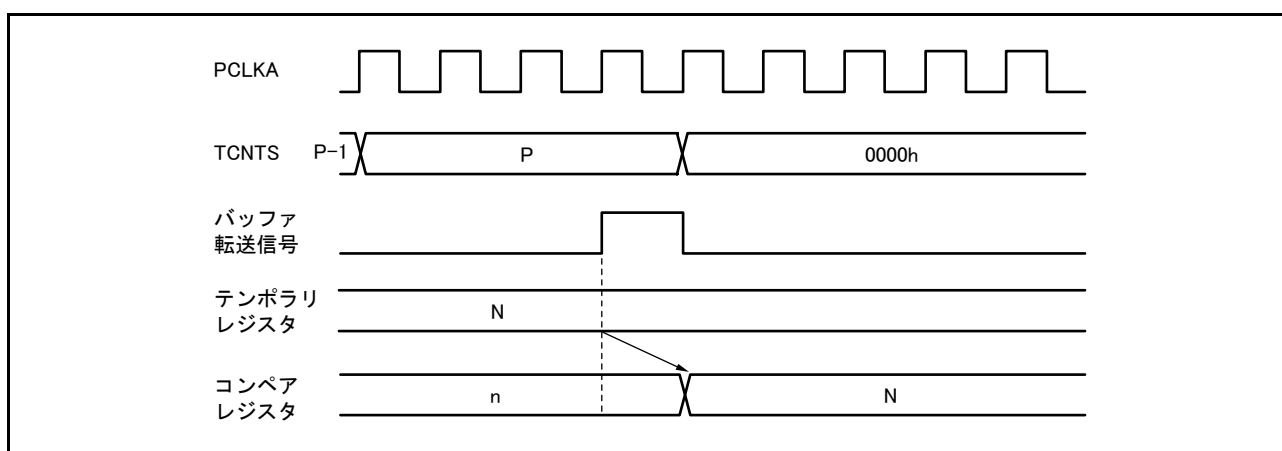 PCLKA
TCNTS P-1 P 0000h
バッファ
転送信号
テンポラリ
レジスタ
N
コンペア
レジスタ
n N